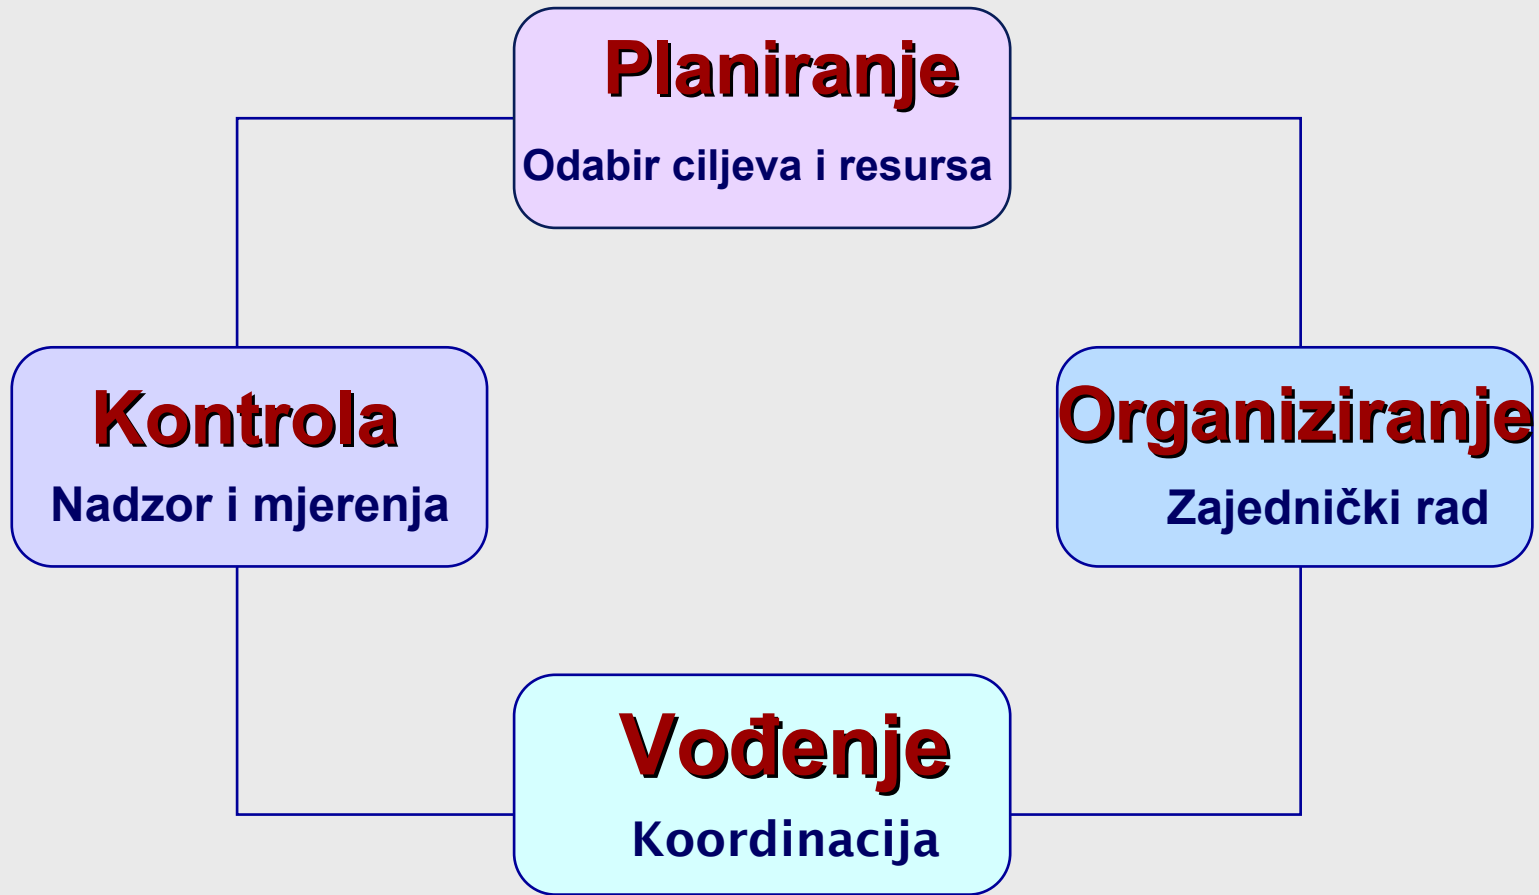 Planiranje
Odabir ciljeva i resursa
Kontrola
Nadzor i mjerenja
Organiziranje
Zajednički rad
Vođenje
Koordinacija